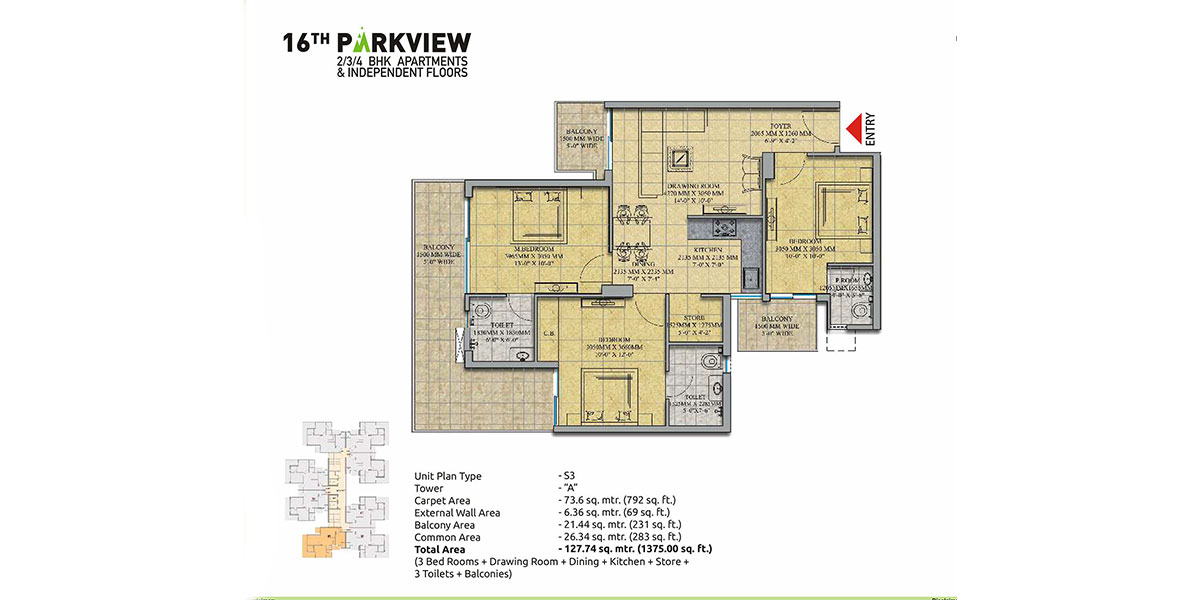 16TH PARKVIEW
2/3/4 BHK APARTMENTS
& INDEPENDENT FLOORS
ENTRY
BALCONY
1500 MM WIDE
5'-0" WIDE
FOYER
2065 MM X 1260 MM
6'-9" X 4'-2"
DRAWING ROOM
4270 MM X 3050 MM
14'-0" X 10'-0"
BALCONY
1500 MM WIDE
5'-0" WIDE
M.BEDROOM
3965MM X 3050 MM
13'-0" X 10'-0"
DINING
2135 MM X 2235 MM
7'-0" X 7'-4"
KITCHEN
2135 MM X 2135 MM
7'-0" X 7'-0"
BEDROOM
3050 MM X 3050 MM
10'-0" X 10'-0"
P.ROOM
TOILET
1830MM X 1830MM
6'-0" X 6'-0"
C.B.
BEDROOM
3050MM X 3660MM
10'-0" X 12'-0"
STORE
1525MM X 1275MM
5'-0" X 4'-2"
BALCONY
1500 MM WIDE
5'-0" WIDE
TOILET
1525MM X 2285MM
5'-0"X7'-6"
Unit Plan Type - S3
Tower - "A"
Carpet Area - 73.6 sq. mtr. (792 sq. ft.)
External Wall Area - 6.36 sq. mtr. (69 sq. ft.)
Balcony Area - 21.44 sq. mtr. (231 sq. ft.)
Common Area - 26.34 sq. mtr. (283 sq. ft.)
Total Area - 127.74 sq. mtr. (1375.00 sq. ft.)
(3 Bed Rooms + Drawing Room + Dining + Kitchen + Store +
3 Toilets + Balconies)